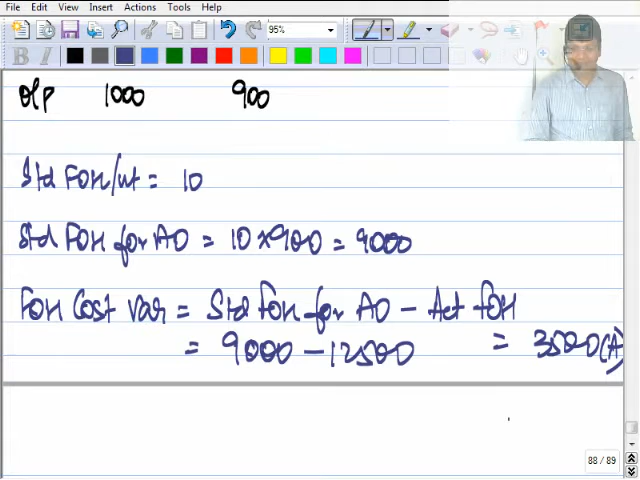 File Edit View Insert Actions Tools Help
95%
B I U
O/P 1000 900
Std FOH/ut = 10
Std FOH for AO = 10 × 900 = 9000
FOH Cost Var = Std FOH for AO – Act FOH
= 9000 – 12500 = 3500 (A)
88 / 89